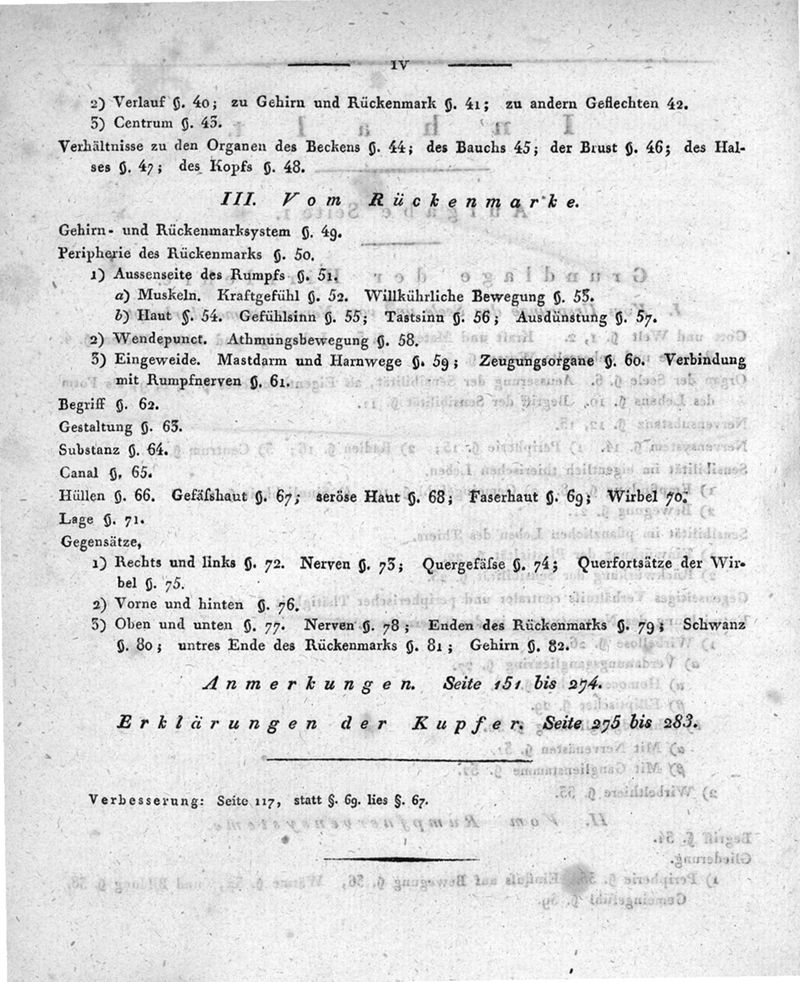 IV
2) Verlauf §. 40; zu Gehirn und Rückenmark §. 41; zu andern Geflechten 42.
3) Centrum §. 43.
Verhältnisse zu den Organen des Beckens §. 44; des Bauchs 45; der Brust §. 46; des Hal-
ses §. 47; des Kopfs §. 48.
III. Vom Rückenmarke.
Gehirn- und Rückenmarksystem §. 49.
Peripherie des Rückenmarks §. 50.
1) Aussenseite des Rumpfs §. 51.
a) Muskeln. Kraftgefühl §. 52. Willkührliche Bewegung §. 53.
b) Haut §. 54. Gefühlsinn §. 55; Tastsinn §. 56; Ausdünstung §. 57.
2) Wendepunct. Athmungsbewegung §. 58.
3) Eingeweide. Mastdarm und Harnwege §. 59; Zeugungsorgane §. 60. Verbindung
mit Rumpfnerven §. 61.
Begriff §. 62.
Gestaltung §. 63.
Substanz §. 64.
Canal §. 65.
Hüllen §. 66. Gefäſshaut §. 67; seröse Haut §. 68; Faserhaut §. 69; Wirbel 70.
Lage §. 71.
Gegensätze,
1) Rechts und links §. 72. Nerven §. 73; Quergefäſse §. 74; Querfortsätze der Wir-
bel §. 75.
2) Vorne und hinten §. 76.
3) Oben und unten §. 77. Nerven §. 78; Enden des Rückenmarks §. 79; Schwanz
§. 80; untres Ende des Rückenmarks §. 81; Gehirn §. 82.
Anmerkungen. Seite 151 bis 274.
Erklärungen der Kupfer. Seite 275 bis 283.
Verbesserung: Seite 117, statt §. 69. lies §. 67.